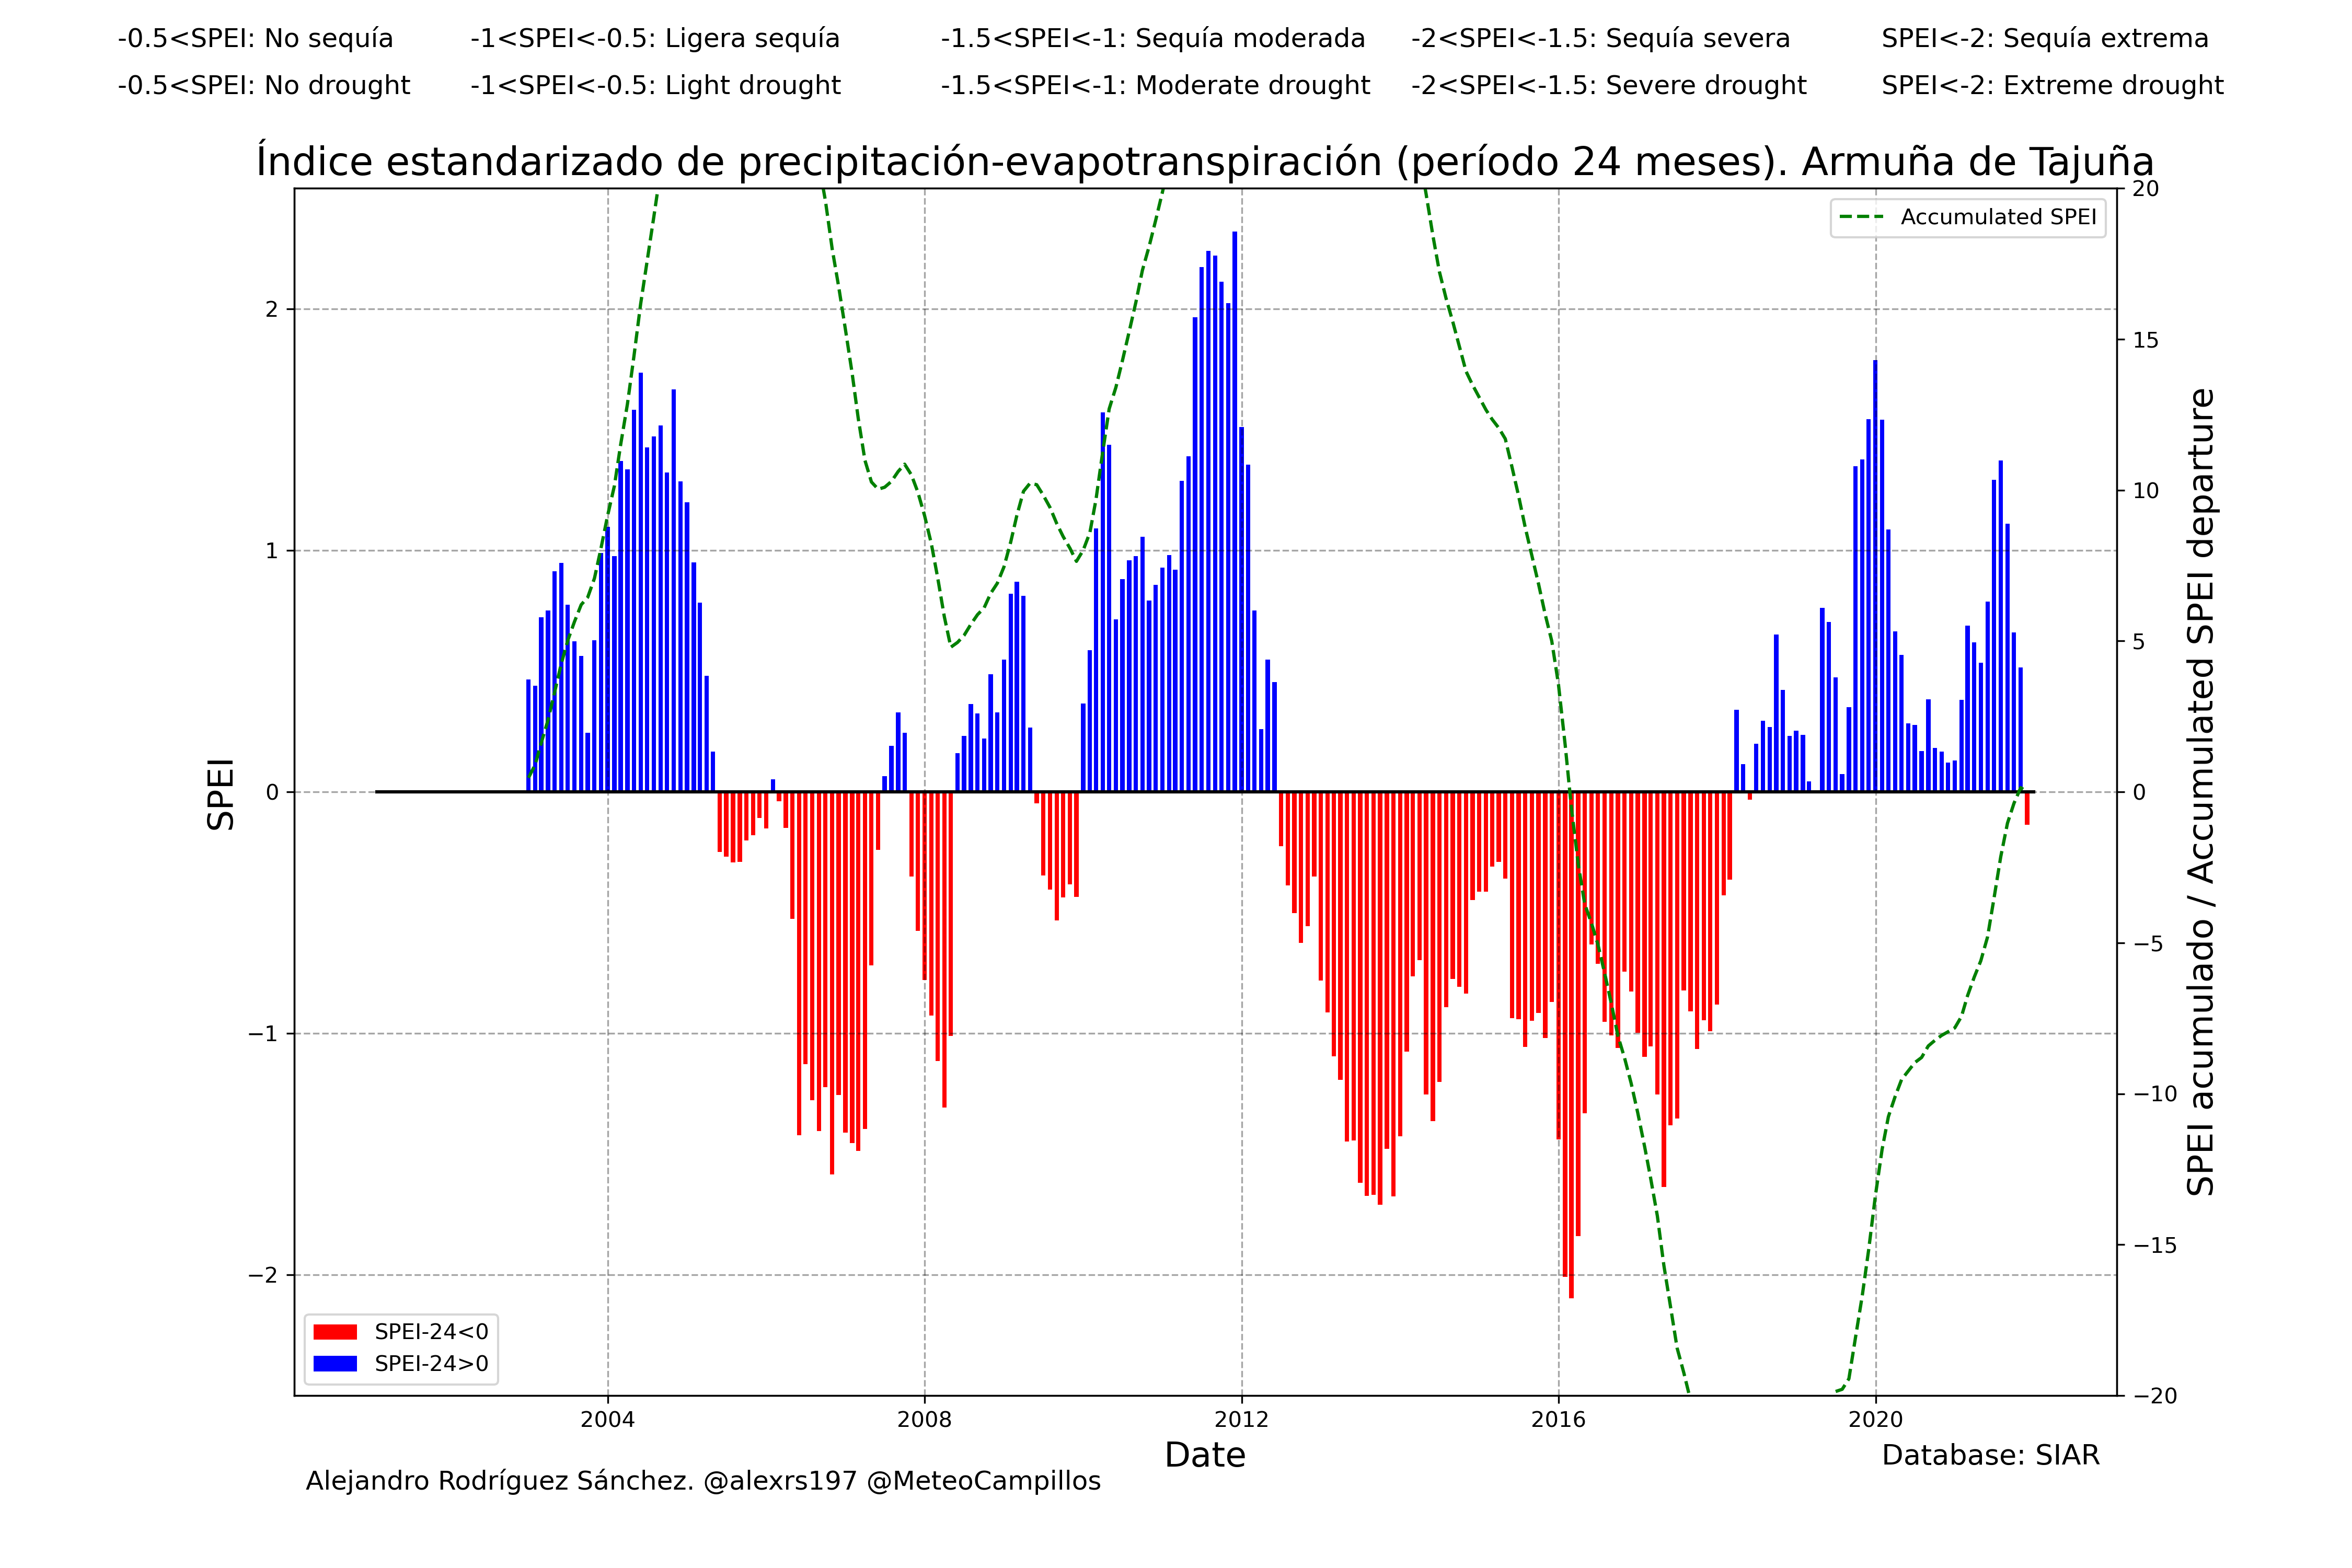 -0.5<SPEI: No sequía -1<SPEI<-0.5: Ligera sequía -1.5<SPEI<-1: Sequía moderada -2<SPEI<-1.5: Sequía severa SPEI<-2: Sequía extrema
-0.5<SPEI: No drought -1<SPEI<-0.5: Light drought -1.5<SPEI<-1: Moderate drought -2<SPEI<-1.5: Severe drought SPEI<-2: Extreme drought
Índice estandarizado de precipitación-evapotranspiración (período 24 meses). Armuña de Tajuña
Accumulated SPEI
2
1
0
−1
−2
SPEI
20
15
10
5
0
−5
−10
−15
−20
SPEI acumulado / Accumulated SPEI departure
SPEI-24<0
SPEI-24>0
2004 2008 2012 2016 2020
Date
Database: SIAR
Alejandro Rodríguez Sánchez. @alexrs197 @MeteoCampillos